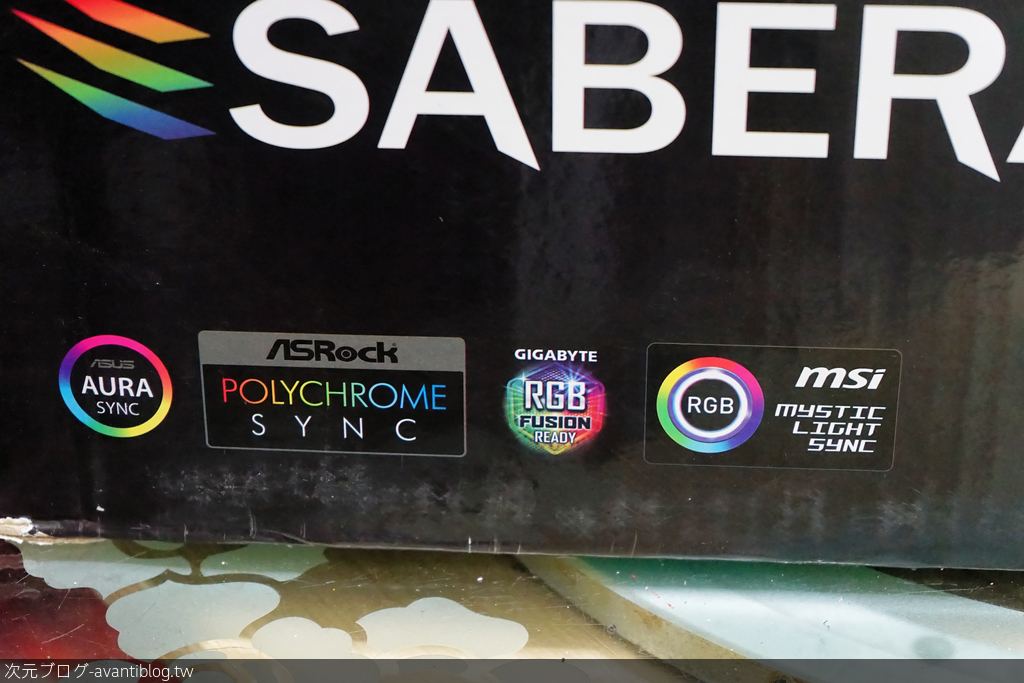 SABER
ASUS
AURA
SYNC
ASRock
POLYCHROME
SYNC
GIGABYTE
RGB
FUSION
READY
RGB
msi
MYSTIC
LIGHT
SYNC
次元ブログ-avantiblog.tw